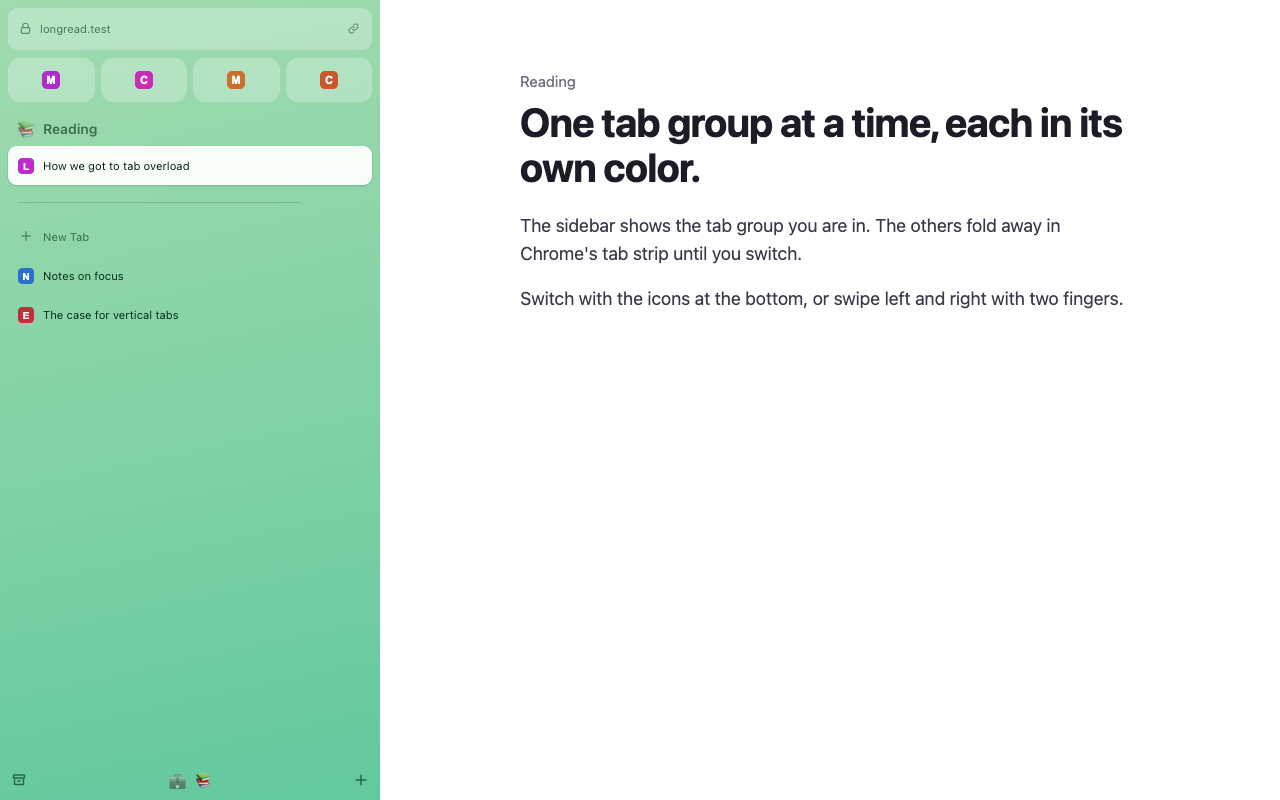 longread.test
M C M C
Reading
L How we got to tab overload
New Tab
N Notes on focus
E The case for vertical tabs
Reading
One tab group at a time, each in its
own color.
The sidebar shows the tab group you are in. The others fold away in
Chrome's tab strip until you switch.
Switch with the icons at the bottom, or swipe left and right with two fingers.